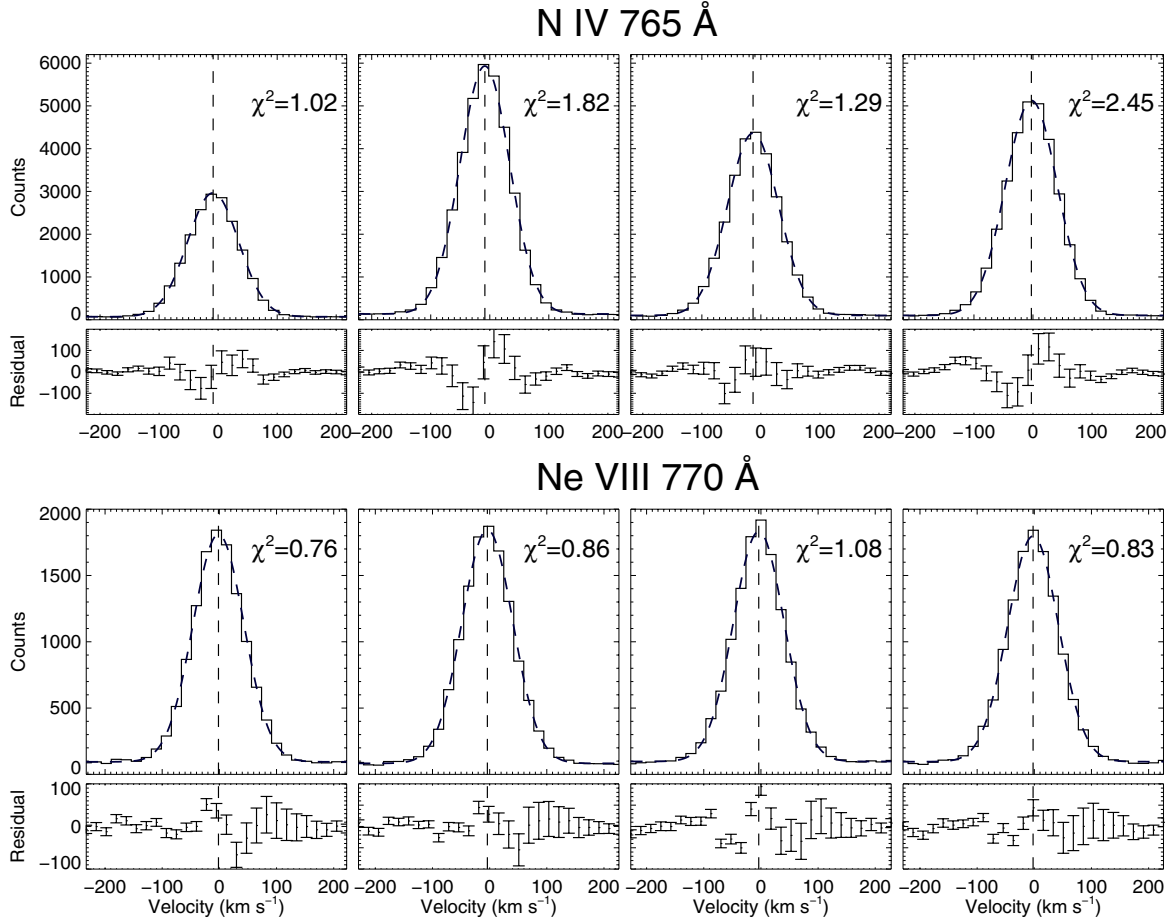 N IV 765 Å
χ²=1.02 χ²=1.82 χ²=1.29 χ²=2.45
Counts
6000
5000
4000
3000
2000
1000
0
Residual
100
0
−100
−200 −100 0 100 200 −200 −100 0 100 200 −200 −100 0 100 200 −200 −100 0 100 200
Ne VIII 770 Å
χ²=0.76 χ²=0.86 χ²=1.08 χ²=0.83
Counts
2000
1500
1000
500
0
Residual
100
0
−100
−200 −100 0 100 200 −200 −100 0 100 200 −200 −100 0 100 200 −200 −100 0 100 200
Velocity (km s⁻¹) Velocity (km s⁻¹) Velocity (km s⁻¹) Velocity (km s⁻¹)